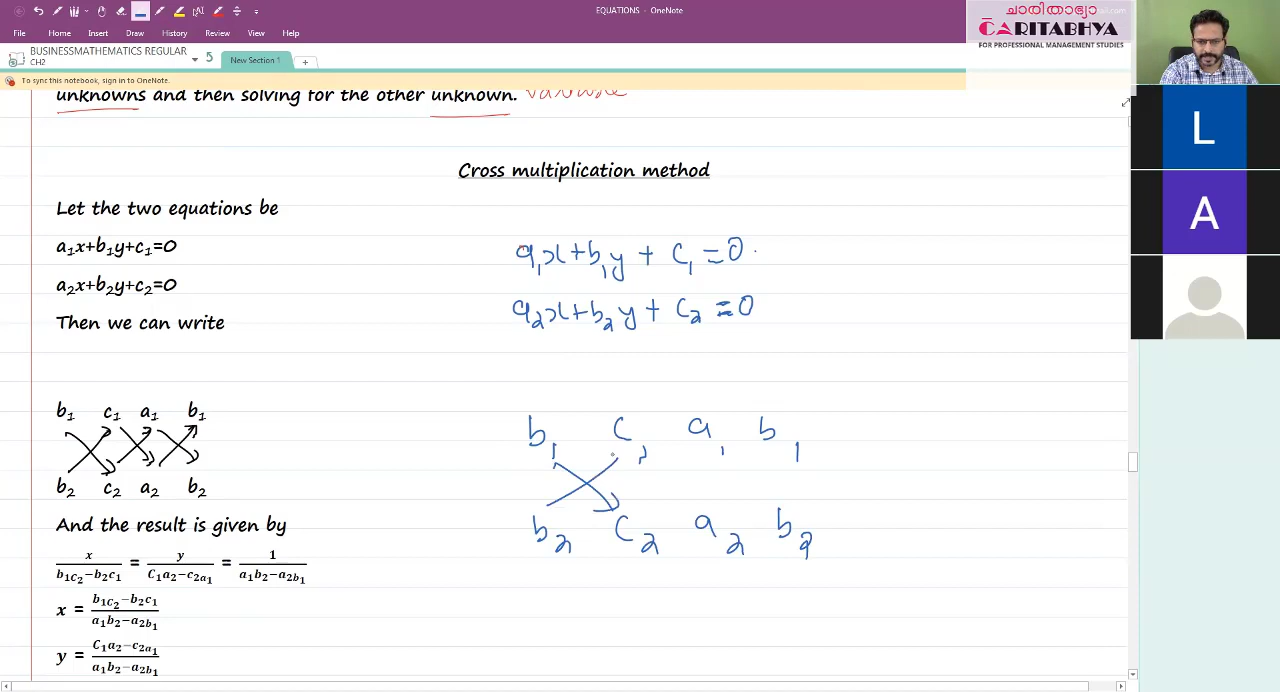 EQUATIONS - OneNote
ചാരിതാഭ്യാ
CARITABHYA
FOR PROFESSIONAL MANAGEMENT STUDIES
File Home Insert Draw History Review View Help
BUSINESSMATHEMATICS REGULAR
CH2
New Section 1
To sync this notebook, sign in to OneNote.
unknowns and then solving for the other unknown. variable
Cross multiplication method
Let the two equations be
a₁x+b₁y+c₁=0
a₂x+b₂y+c₂=0
Then we can write
a₁x+b₁y + c₁ =0
a₂x+b₂y + c₂ =0
b₁ c₁ a₁ b₁
b₂ c₂ a₂ b₂
b₁ c₁ a₁ b₁
b₂ c₂ a₂ b₂
And the result is given by
x/(b₁c₂−b₂c₁) = y/(C₁a₂−c₂a₁) = 1/(a₁b₂−a₂b₁)
x = (b₁c₂−b₂c₁)/(a₁b₂−a₂b₁)
y = (C₁a₂−c₂a₁)/(a₁b₂−a₂b₁)
L
A